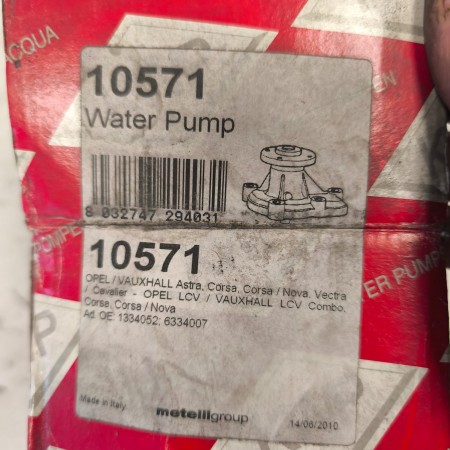 ACQUA
10571
Water Pump
8 032747 294031
10571
OPEL / VAUXHALL Astra, Corsa, Corsa / Nova, Vectra
/ Cavalier - OPEL LCV / VAUXHALL LCV Combo,
Corsa, Corsa / Nova
Ad. OE: 1334052; 6334007
Made in Italy
metelligroup
14/06/2010
ER PUMP